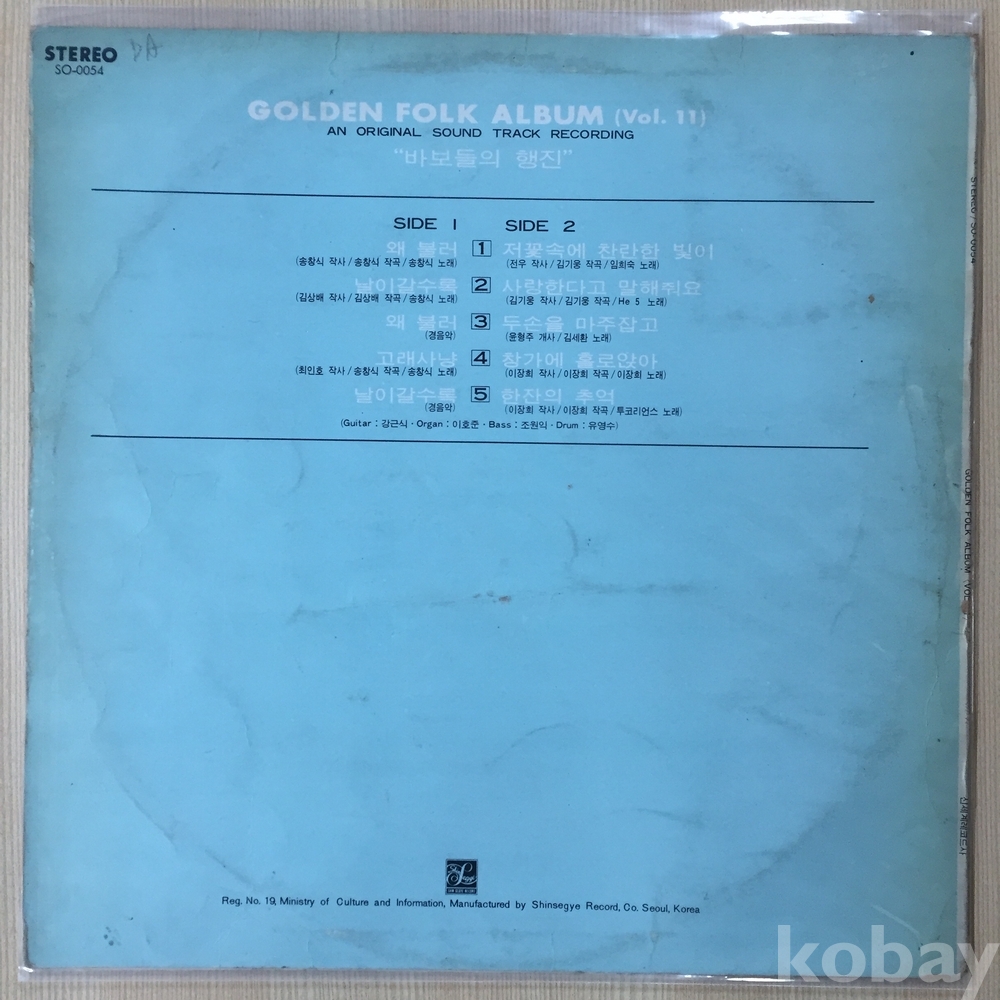 STEREO
SO-0054
DA
GOLDEN FOLK ALBUM (Vol. 11)
AN ORIGINAL SOUND TRACK RECORDING
"바보들의 행진"
SIDE 1 SIDE 2
왜 불러 1 저꽃속에 찬란한 빛이
(송창식 작사/송창식 작곡/송창식 노래) (전우 작사/김기웅 작곡/임희숙 노래)
날이갈수록 2 사랑한다고 말해줘요
(김상배 작사/김상배 작곡/송창식 노래) (김기웅 작사/김기웅 작곡/He 5 노래)
왜 불러 3 두손을 마주잡고
(경음악) (윤형주 개사/김세환 노래)
고래사냥 4 창가에 홀로앉아
(최인호 작사/송창식 작곡/송창식 노래) (이장희 작사/이장희 작곡/이장희 노래)
날이갈수록 5 한잔의 추억
(경음악) (이장희 작사/이장희 작곡/투코리언스 노래)
(Guitar:강근식·Organ:이호준·Bass:조원익·Drum:유영수)
STEREO/SO-0054
GOLDEN FOLK ALBUM (VOL.
신세계레코드사
Reg. No. 19, Ministry of Culture and Information, Manufactured by Shinsegye Record, Co. Seoul, Korea
kobay